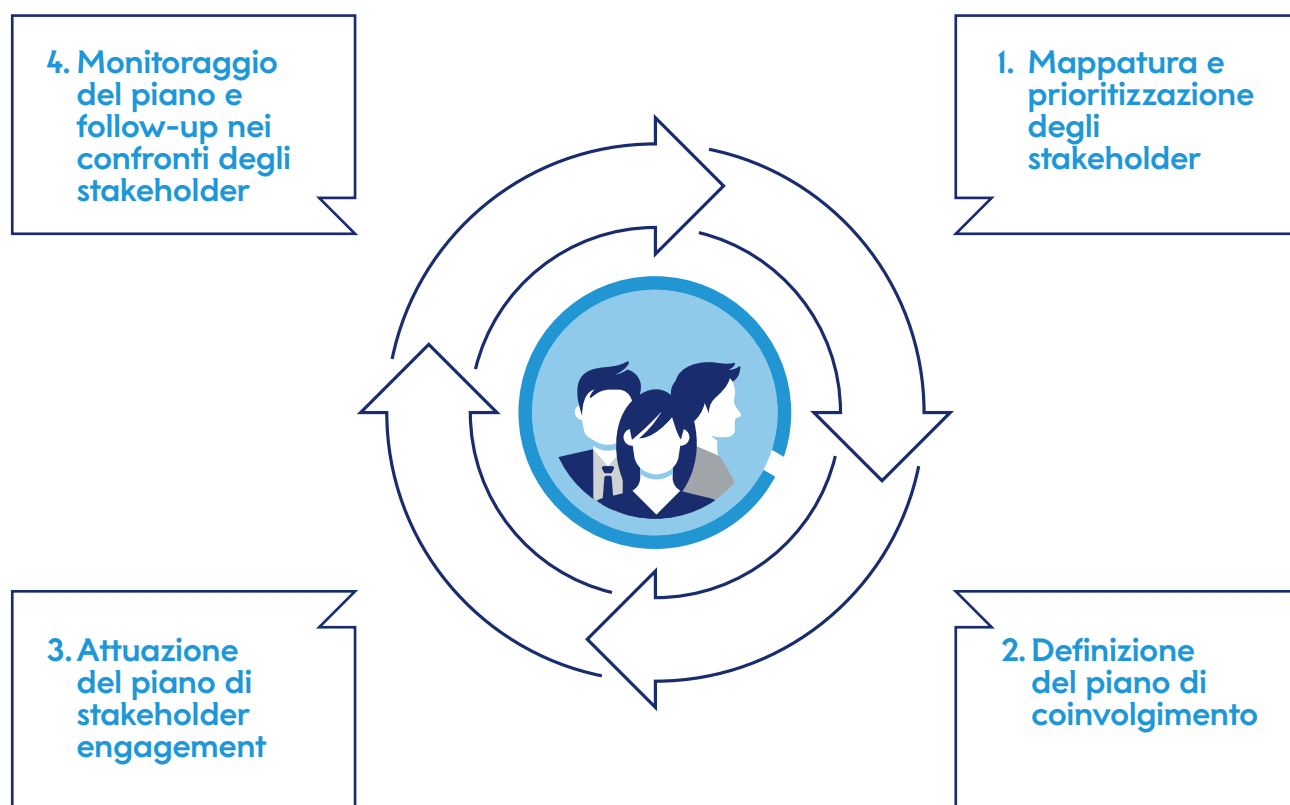 1. Mappatura e
prioritizzazione
degli
stakeholder
2. Definizione
del piano di
coinvolgimento
3. Attuazione
del piano di
stakeholder
engagement
4. Monitoraggio
del piano e
follow-up nei
confronti degli
stakeholder